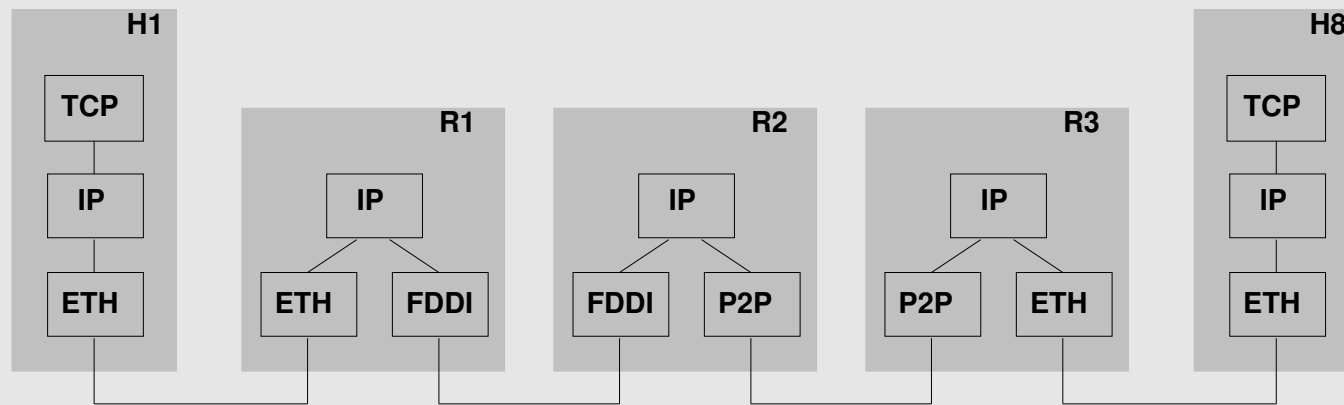 H1
H8
TCP
TCP
R1
R2
R3
IP
IP
IP
IP
IP
ETH
ETH
FDDI
FDDI
P2P
P2P
ETH
ETH